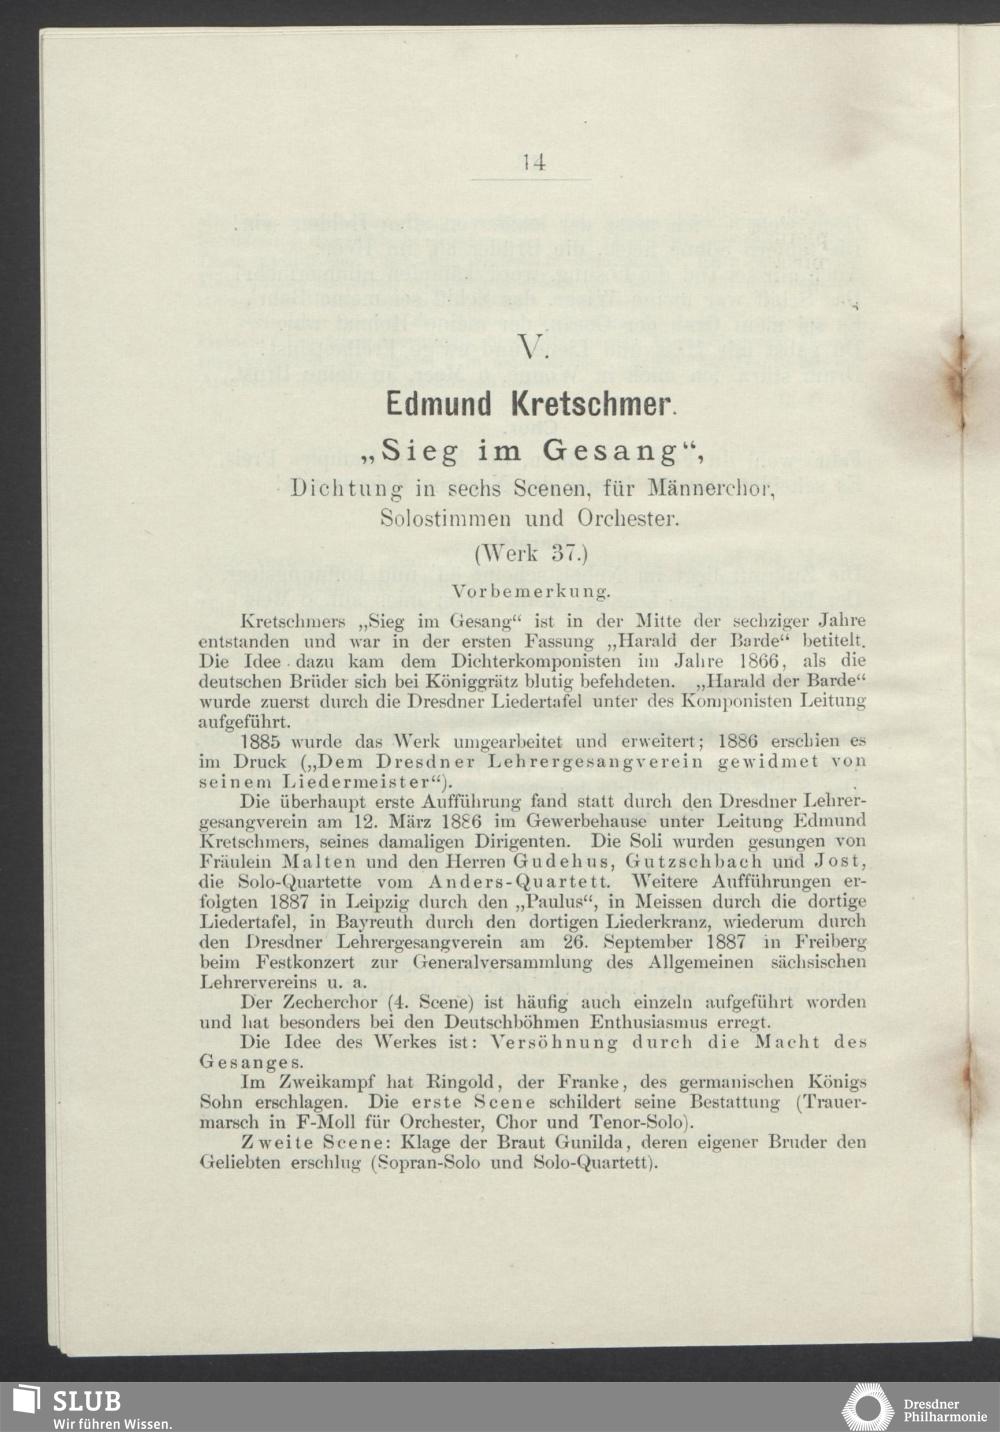 14
V.
Edmund Kretschmer.
„Sieg im Gesang“,
Dichtung in sechs Scenen, für Männerchor,
Solostimmen und Orchester.
(Werk 37.)
Vorbemerkung.
Kretschmers „Sieg im Gesang“ ist in der Mitte der sechziger Jahre
entstanden und war in der ersten Fassung „Harald der Barde“ betitelt.
Die Idee dazu kam dem Dichterkomponisten im Jahre 1866, als die
deutschen Brüder sich bei Königgrätz blutig befehdeten. „Harald der Barde“
wurde zuerst durch die Dresdner Liedertafel unter des Komponisten Leitung
aufgeführt.
1885 wurde das Werk umgearbeitet und erweitert; 1886 erschien es
im Druck („Dem Dresdner Lehrergesangverein gewidmet von
seinem Liedermeister“).
Die überhaupt erste Aufführung fand statt durch den Dresdner Lehrer-
gesangverein am 12. März 1886 im Gewerbehause unter Leitung Edmund
Kretschmers, seines damaligen Dirigenten. Die Soli wurden gesungen von
Fräulein Malten und den Herren Gudehus, Gutzschbach und Jost,
die Solo-Quartette vom Anders-Quartett. Weitere Aufführungen er-
folgten 1887 in Leipzig durch den „Paulus“, in Meissen durch die dortige
Liedertafel, in Bayreuth durch den dortigen Liederkranz, wiederum durch
den Dresdner Lehrergesangverein am 26. September 1887 in Freiberg
beim Festkonzert zur Generalversammlung des Allgemeinen sächsischen
Lehrervereins u. a.
Der Zecherchor (4. Scene) ist häufig auch einzeln aufgeführt worden
und hat besonders bei den Deutschböhmen Enthusiasmus erregt.
Die Idee des Werkes ist: Versöhnung durch die Macht des
Gesanges.
Im Zweikampf hat Ringold, der Franke, des germanischen Königs
Sohn erschlagen. Die erste Scene schildert seine Bestattung (Trauer-
marsch in F-Moll für Orchester, Chor und Tenor-Solo).
Zweite Scene: Klage der Braut Gunilda, deren eigener Bruder den
Geliebten erschlug (Sopran-Solo und Solo-Quartett).
SLUB
Wir führen Wissen.
Dresdner
Philharmonie